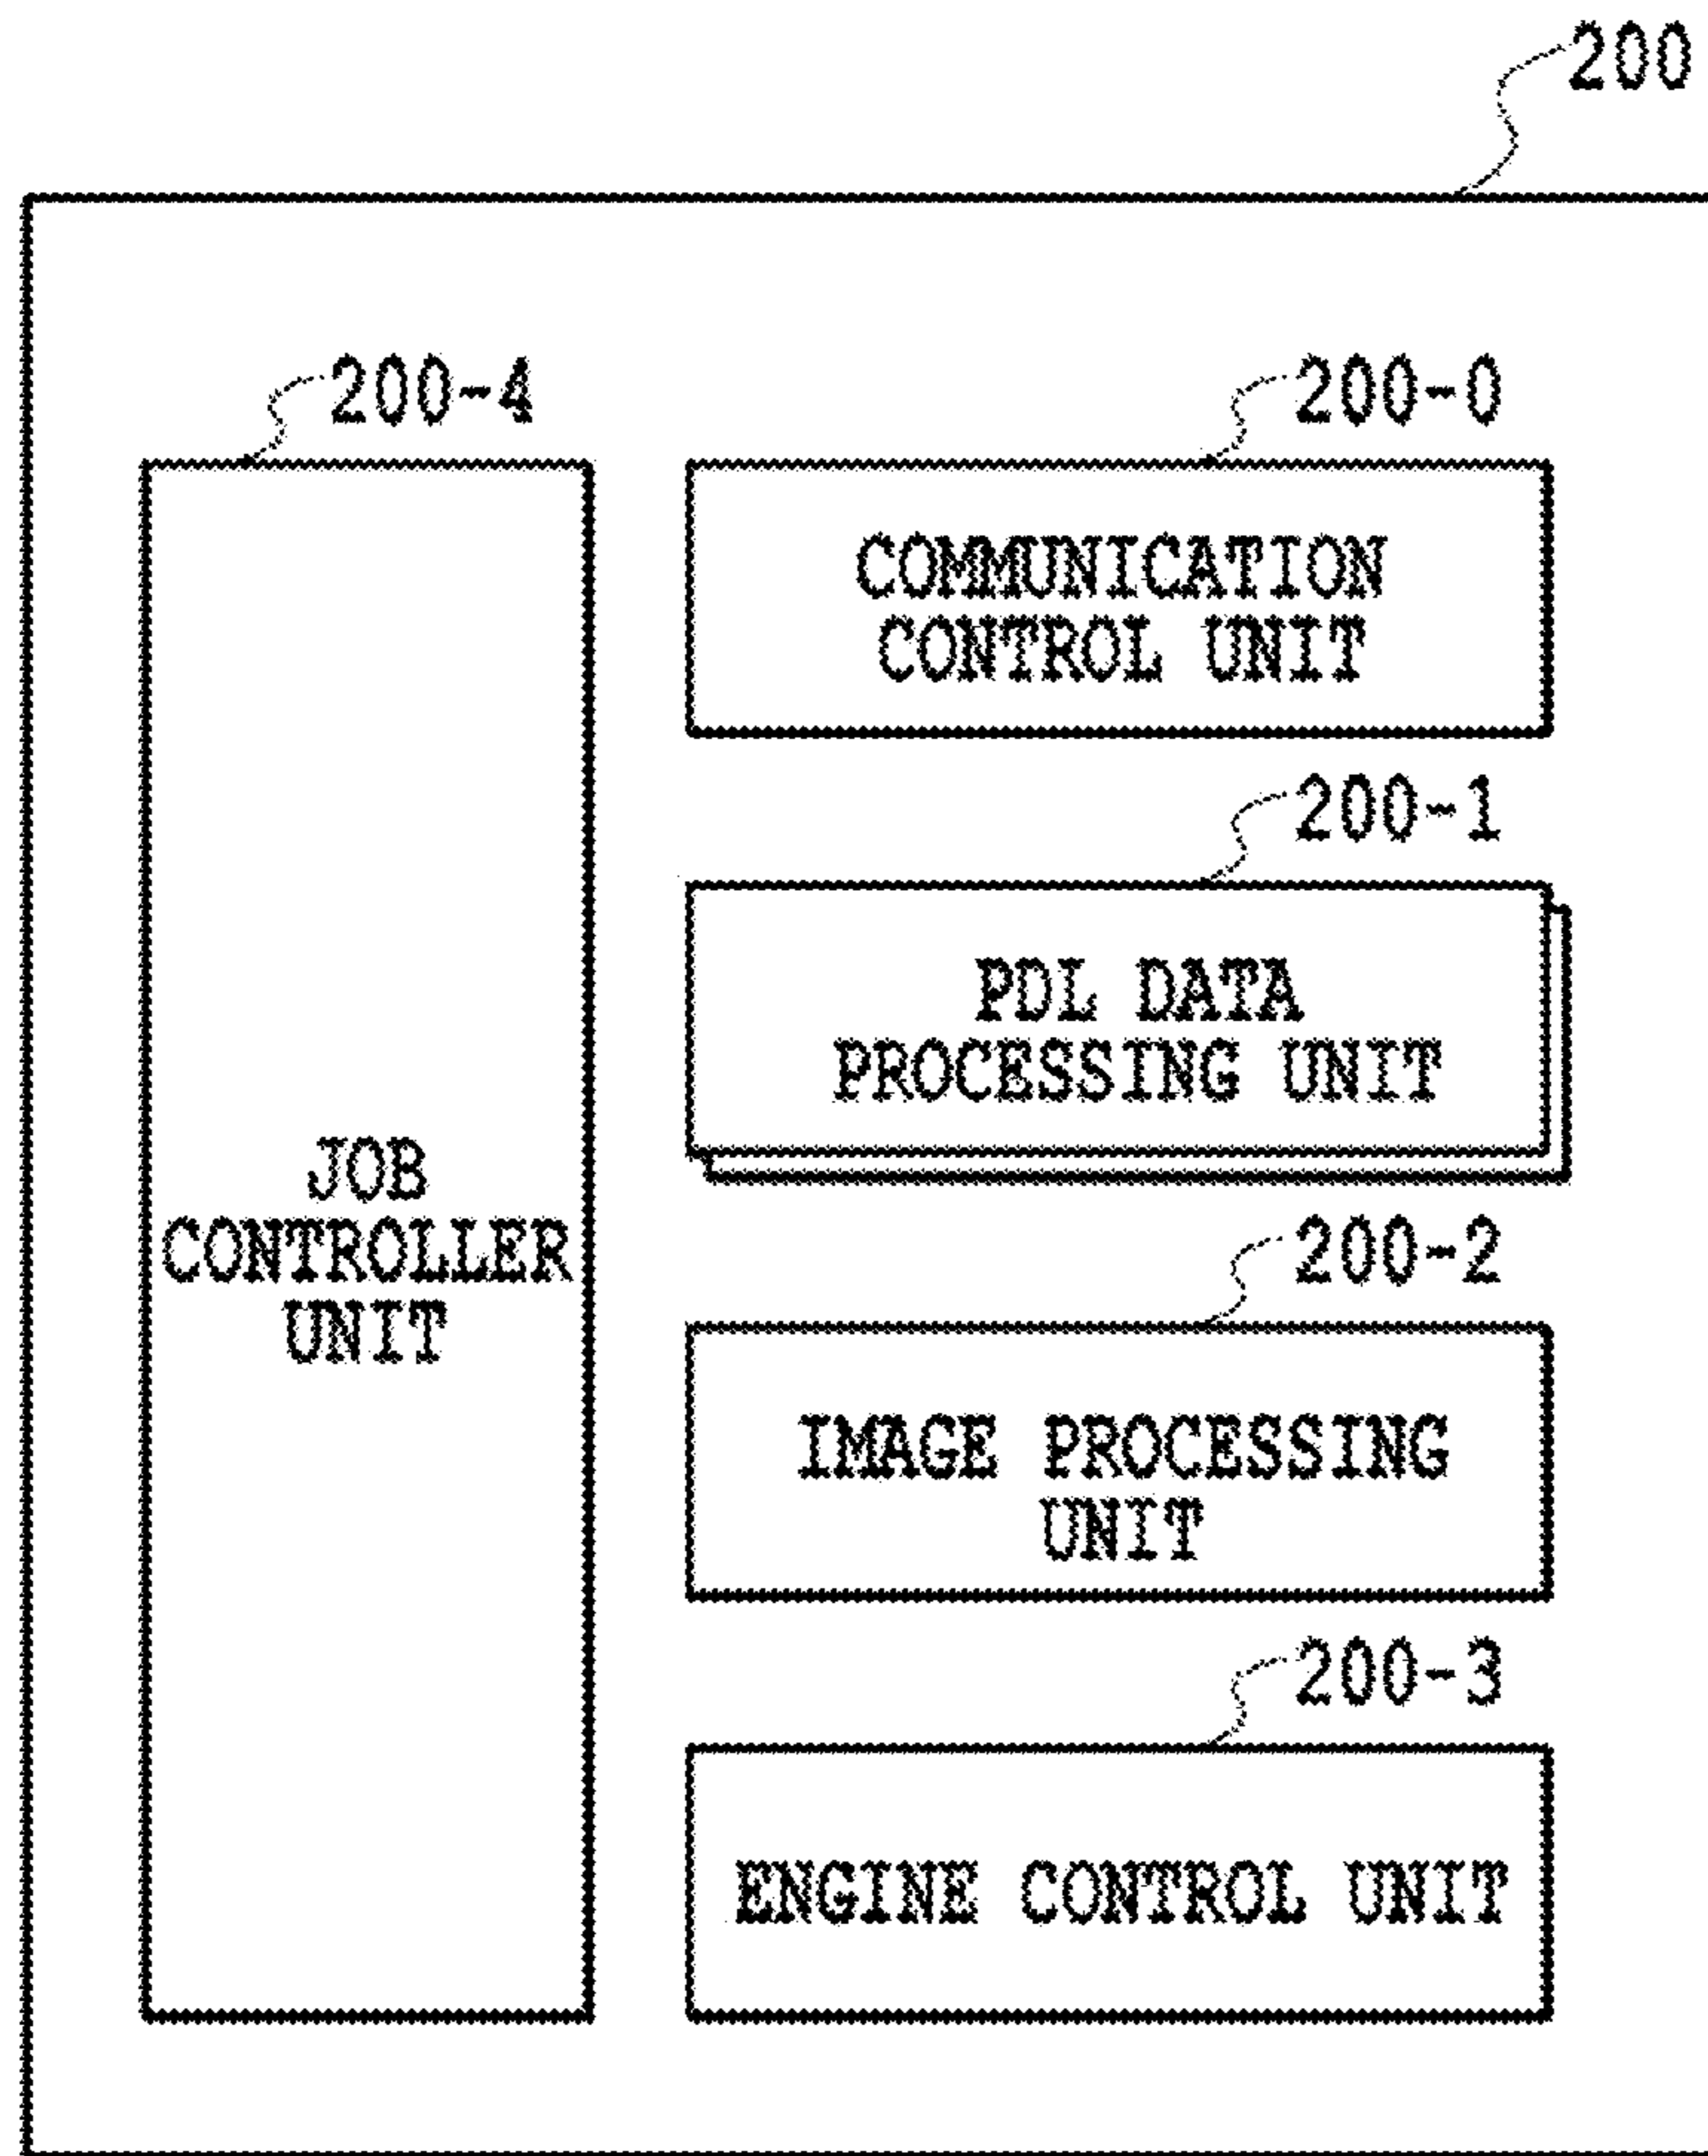 200
200-4
JOB
CONTROLLER
UNIT
200-0
COMMUNICATION
CONTROL UNIT
200-1
PDL DATA
PROCESSING UNIT
200-2
IMAGE PROCESSING
UNIT
200-3
ENGINE CONTROL UNIT